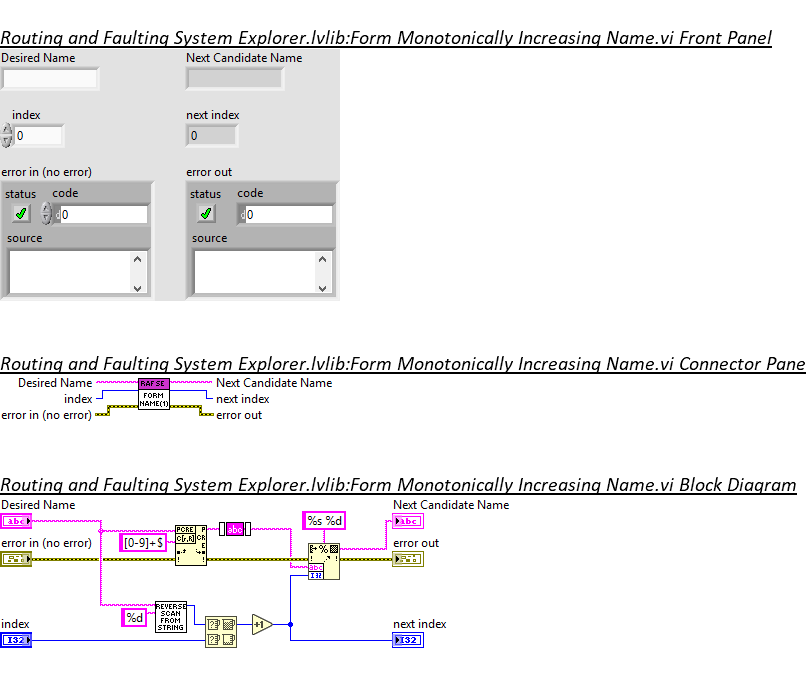 Routing and Faulting System Explorer.lvlib:Form Monotonically Increasing Name.vi Front Panel
Desired Name Next Candidate Name
index next index
0 0
error in (no error) error out
status code status code
d 0 d 0
source source
Routing and Faulting System Explorer.lvlib:Form Monotonically Increasing Name.vi Connector Pane
Desired Name RAFSE Next Candidate Name
index FORM next index
NAME(1)
error in (no error) error out
Routing and Faulting System Explorer.lvlib:Form Monotonically Increasing Name.vi Block Diagram
Desired Name Next Candidate Name
abc %s %d abc
PCRE P
abc
C[r,R] CR
E
[0-9]+$
error in (no error) error out
%
abc
I32
REVERSE
SCAN
FROM
STRING
%d
index +1 next index
I32 I32